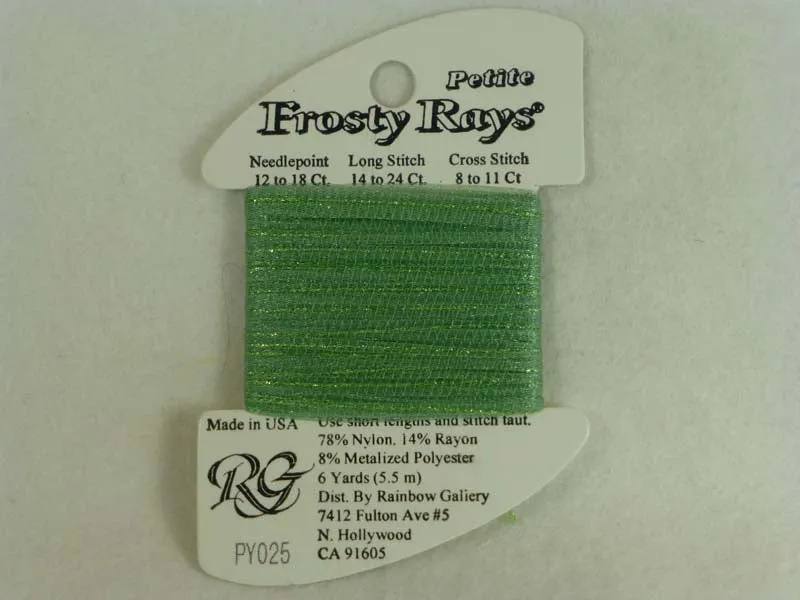 Petite
Frosty Rays®
Needlepoint Long Stitch Cross Stitch
12 to 18 Ct. 14 to 24 Ct. 8 to 11 Ct
Made in USA
Use short lengths and stitch taut.
78% Nylon, 14% Rayon
8% Metalized Polyester
6 Yards (5.5 m)
Dist. By Rainbow Gallery
7412 Fulton Ave #5
N. Hollywood
CA 91605
RG
PY025